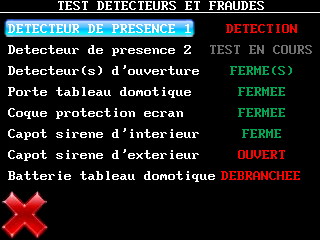 TEST DETECTEURS ET FRAUDES
DETECTEUR DE PRESENCE 1 DETECTION
Detecteur de presence 2 TEST EN COURS
Detecteur(s) d'ouverture FERME(S)
Porte tableau domotique FERMEE
Coque protection ecran FERMEE
Capot sirene d'interieur FERME
Capot sirene d'exterieur OUVERT
Batterie tableau domotique DEBRANCHEE